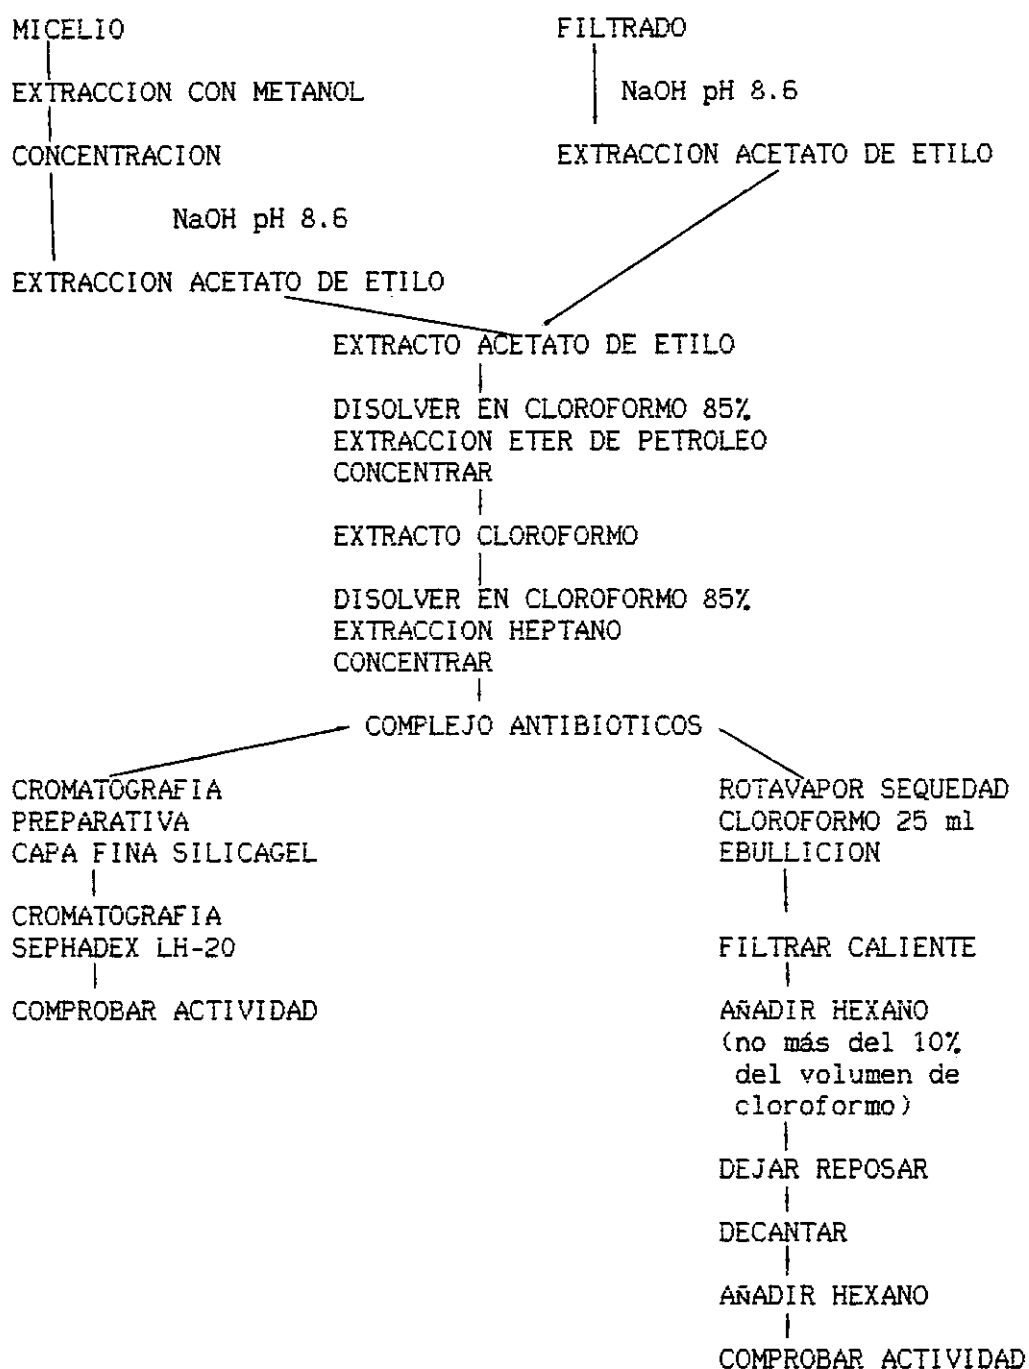 MICELIO
EXTRACCION CON METANOL
CONCENTRACION
NaOH pH 8.6
EXTRACCION ACETATO DE ETILO
FILTRADO
NaOH pH 8.6
EXTRACCION ACETATO DE ETILO
EXTRACTO ACETATO DE ETILO
DISOLVER EN CLOROFORMO 85%
EXTRACCION ETER DE PETROLEO
CONCENTRAR
EXTRACTO CLOROFORMO
DISOLVER EN CLOROFORMO 85%
EXTRACCION HEPTANO
CONCENTRAR
COMPLEJO ANTIBIOTICOS
CROMATOGRAFIA
PREPARATIVA
CAPA FINA SILICAGEL
CROMATOGRAFIA
SEPHADEX LH-20
COMPROBAR ACTIVIDAD
ROTAVAPOR SEQUEDAD
CLOROFORMO 25 ml
EBULLICION
FILTRAR CALIENTE
AÑADIR HEXANO
(no más del 10%
del volumen de
cloroformo)
DEJAR REPOSAR
DECANTAR
AÑADIR HEXANO
COMPROBAR ACTIVIDAD